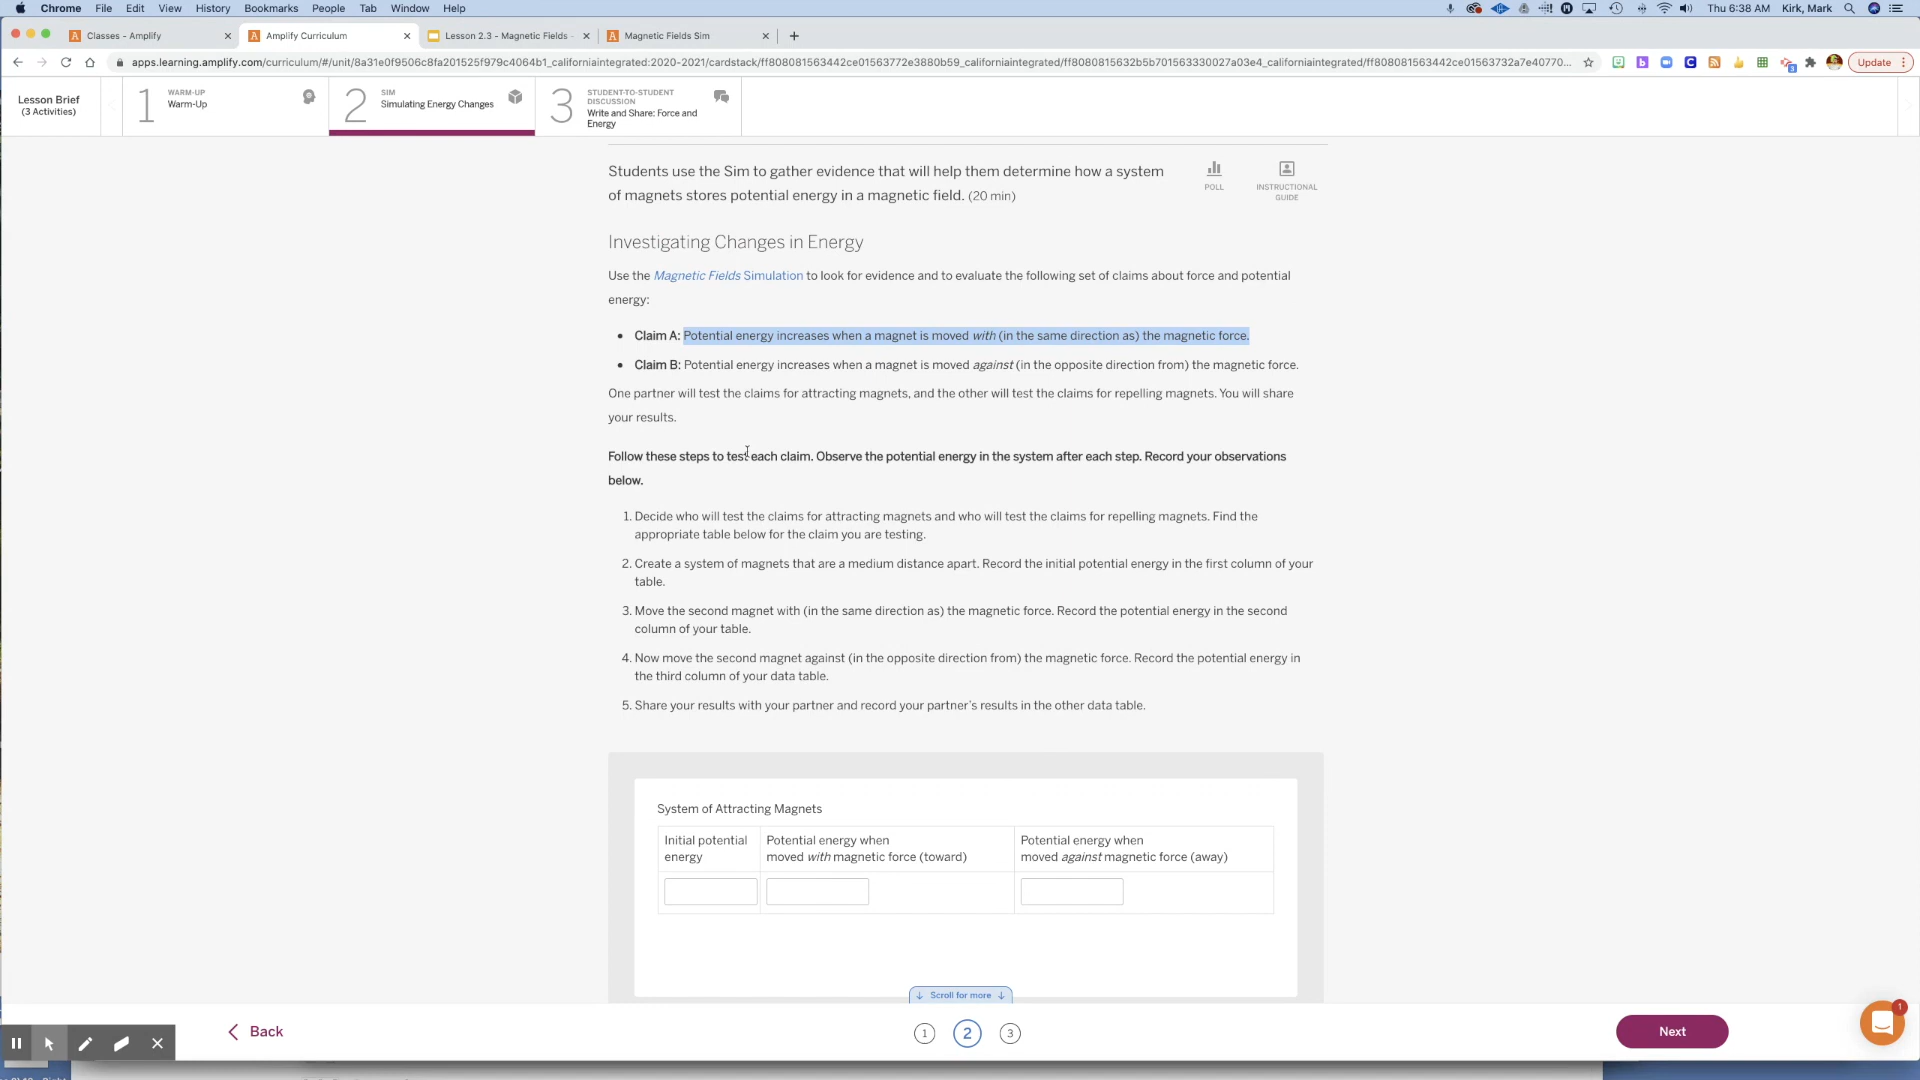 Chrome File Edit View History Bookmarks People Tab Window Help
Thu 6:38 AM Kirk, Mark
Classes - Amplify
Amplify Curriculum
Lesson 2.3 - Magnetic Fields -
Magnetic Fields Sim
apps.learning.amplify.com/curriculum/#/unit/8a31e0f9506c8fa201525f979c4064b1_californiaintegrated:2020-2021/cardstack/ff808081563442ce01563772e3880b59_californiaintegrated/ff8080815632b5b701563330027a03e4_californiaintegrated/ff808081563442ce01563732a7e40770...
Update
Lesson Brief
(3 Activities)
1
WARM-UP
Warm-Up
2
SIM
Simulating Energy Changes
3
STUDENT-TO-STUDENT
DISCUSSION
Write and Share: Force and
Energy
Students use the Sim to gather evidence that will help them determine how a system
of magnets stores potential energy in a magnetic field. (20 min)
POLL
INSTRUCTIONAL
GUIDE
Investigating Changes in Energy
Use the Magnetic Fields Simulation to look for evidence and to evaluate the following set of claims about force and potential
energy:
• Claim A: Potential energy increases when a magnet is moved with (in the same direction as) the magnetic force.
• Claim B: Potential energy increases when a magnet is moved against (in the opposite direction from) the magnetic force.
One partner will test the claims for attracting magnets, and the other will test the claims for repelling magnets. You will share
your results.
Follow these steps to test each claim. Observe the potential energy in the system after each step. Record your observations
below.
1. Decide who will test the claims for attracting magnets and who will test the claims for repelling magnets. Find the
appropriate table below for the claim you are testing.
2. Create a system of magnets that are a medium distance apart. Record the initial potential energy in the first column of your
table.
3. Move the second magnet with (in the same direction as) the magnetic force. Record the potential energy in the second
column of your table.
4. Now move the second magnet against (in the opposite direction from) the magnetic force. Record the potential energy in
the third column of your data table.
5. Share your results with your partner and record your partner's results in the other data table.
System of Attracting Magnets
Initial potential
energy
Potential energy when
moved with magnetic force (toward)
Potential energy when
moved against magnetic force (away)
↓ Scroll for more ↓
Back
1 2 3
Next
1